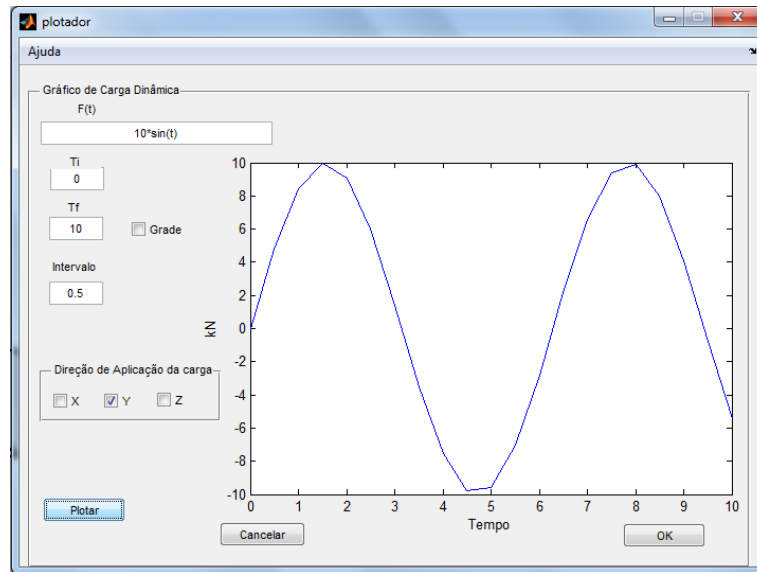 plotador
Ajuda
Gráfico de Carga Dinâmica
F(t)
10*sin(t)
Ti
0
Tf
10
Grade
Intervalo
0.5
Direção de Aplicação da carga
X Y Z
Plotar
10
8
6
4
2
0
-2
-4
-6
-8
-10
kN
0 1 2 3 4 5 6 7 8 9 10
Tempo
Cancelar
OK